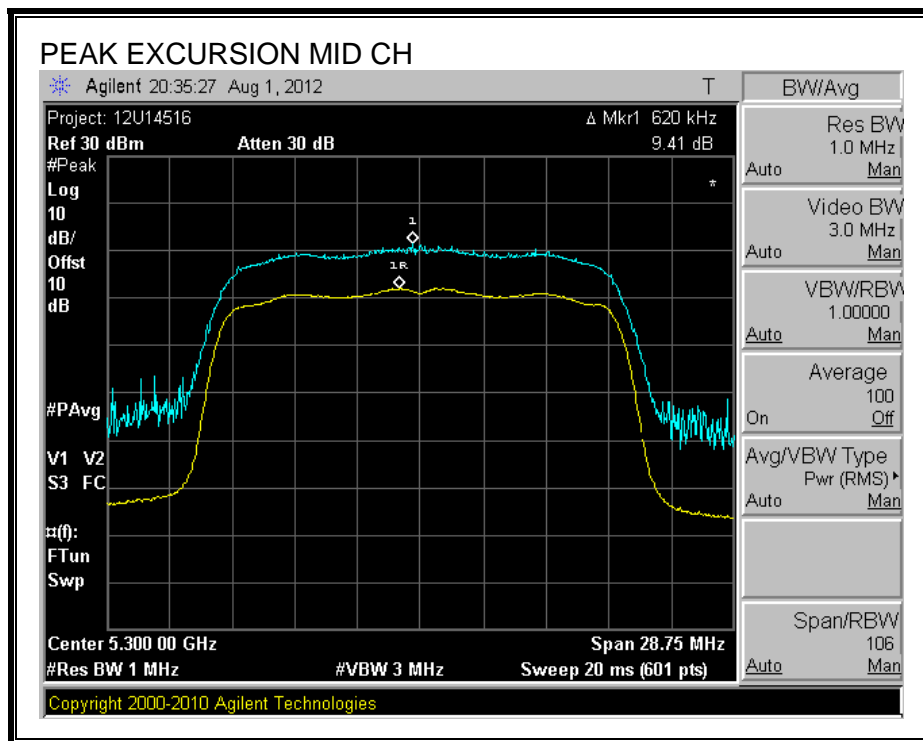 PEAK EXCURSION MID CH
Agilent 20:35:27 Aug 1, 2012 T
Project: 12U14516 Δ Mkr1 620 kHz
Ref 30 dBm Atten 30 dB 9.41 dB
#Peak
Log
10
dB/
Offst
10
dB
#PAvg
V1 V2
S3 FC
¤(f):
FTun
Swp
*
1
1R
Center 5.300 00 GHz Span 28.75 MHz
#Res BW 1 MHz #VBW 3 MHz Sweep 20 ms (601 pts)
Copyright 2000-2010 Agilent Technologies
BW/Avg
Res BW
1.0 MHz
Auto Man
Video BW
3.0 MHz
Auto Man
VBW/RBW
1.00000
Auto Man
Average
100
On Off
Avg/VBW Type
Pwr (RMS)
Auto Man
Span/RBW
106
Auto Man